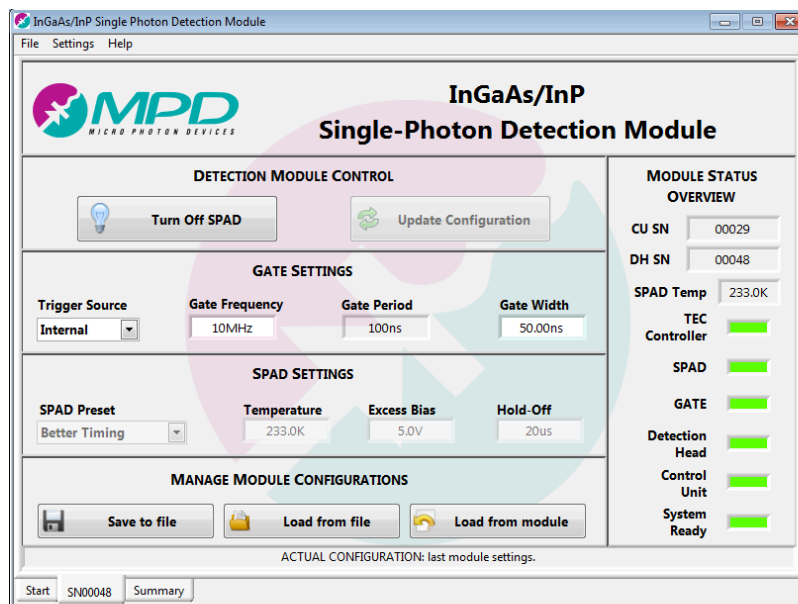 InGaAs/InP Single Photon Detection Module
File Settings Help
MPD
MICRO PHOTON DEVICES
InGaAs/InP
Single-Photon Detection Module
DETECTION MODULE CONTROL
Turn Off SPAD
Update Configuration
GATE SETTINGS
Trigger Source Gate Frequency Gate Period Gate Width
Internal 10MHz 100ns 50.00ns
SPAD SETTINGS
SPAD Preset Temperature Excess Bias Hold-Off
Better Timing 233.0K 5.0V 20us
MANAGE MODULE CONFIGURATIONS
Save to file Load from file Load from module
ACTUAL CONFIGURATION: last module settings.
MODULE STATUS
OVERVIEW
CU SN 00029
DH SN 00048
SPAD Temp 233.0K
TEC
Controller
SPAD
GATE
Detection
Head
Control
Unit
System
Ready
Start SN00048 Summary